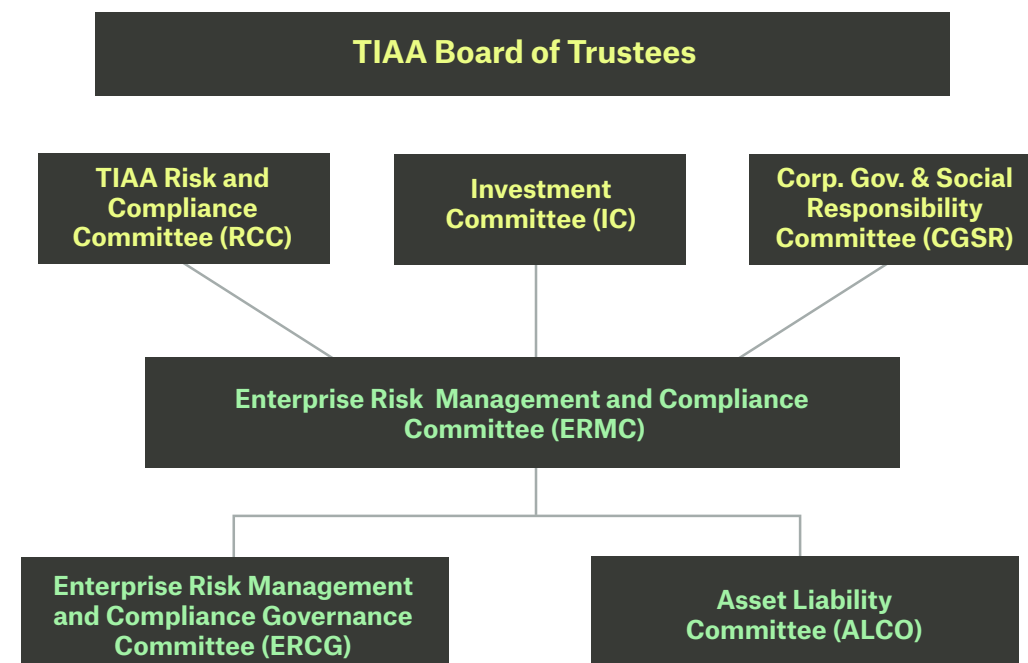 TIAA Board of Trustees
TIAA Risk and
Compliance
Committee (RCC)
Investment
Committee (IC)
Corp. Gov. & Social
Responsibility
Committee (CGSR)
Enterprise Risk  Management and Compliance
Committee (ERMC)
Enterprise Risk Management
and Compliance Governance
Committee (ERCG)
Asset Liability
Committee (ALCO)